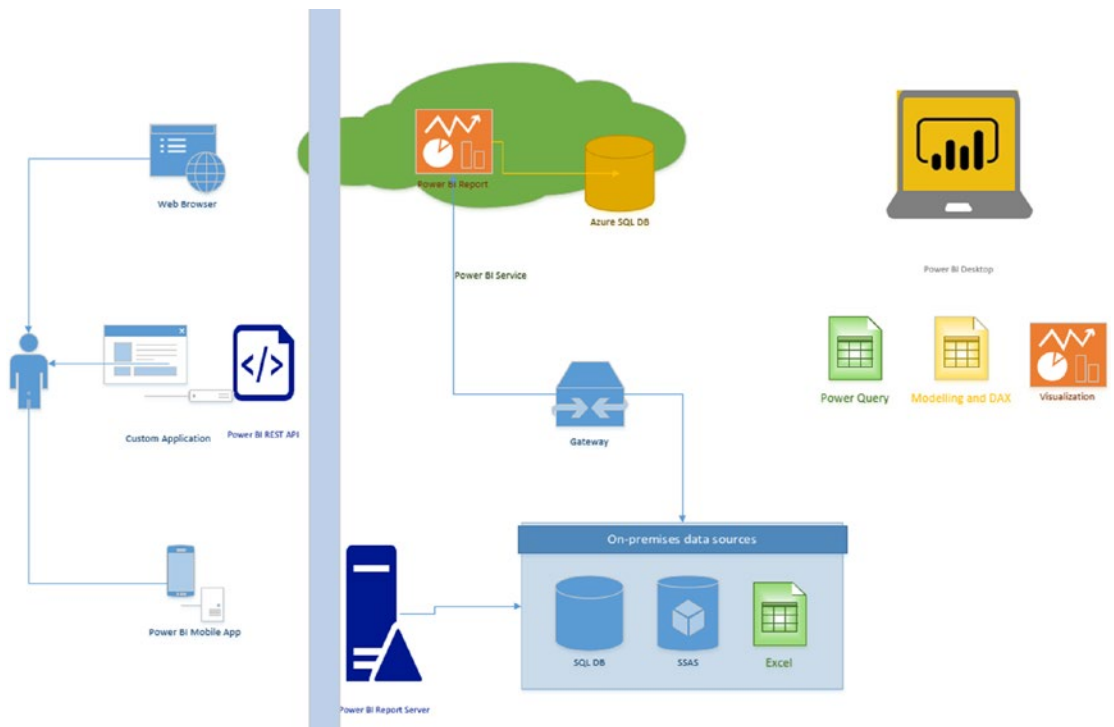 Web Browser
Power BI Report
Azure SQL DB
Power BI Service
Power BI Desktop
Power Query
Modelling and DAX
Visualization
Custom Application
Power BI REST API
Gateway
On-premises data sources
SQL DB
SSAS
Excel
Power BI Mobile App
Power BI Report Server